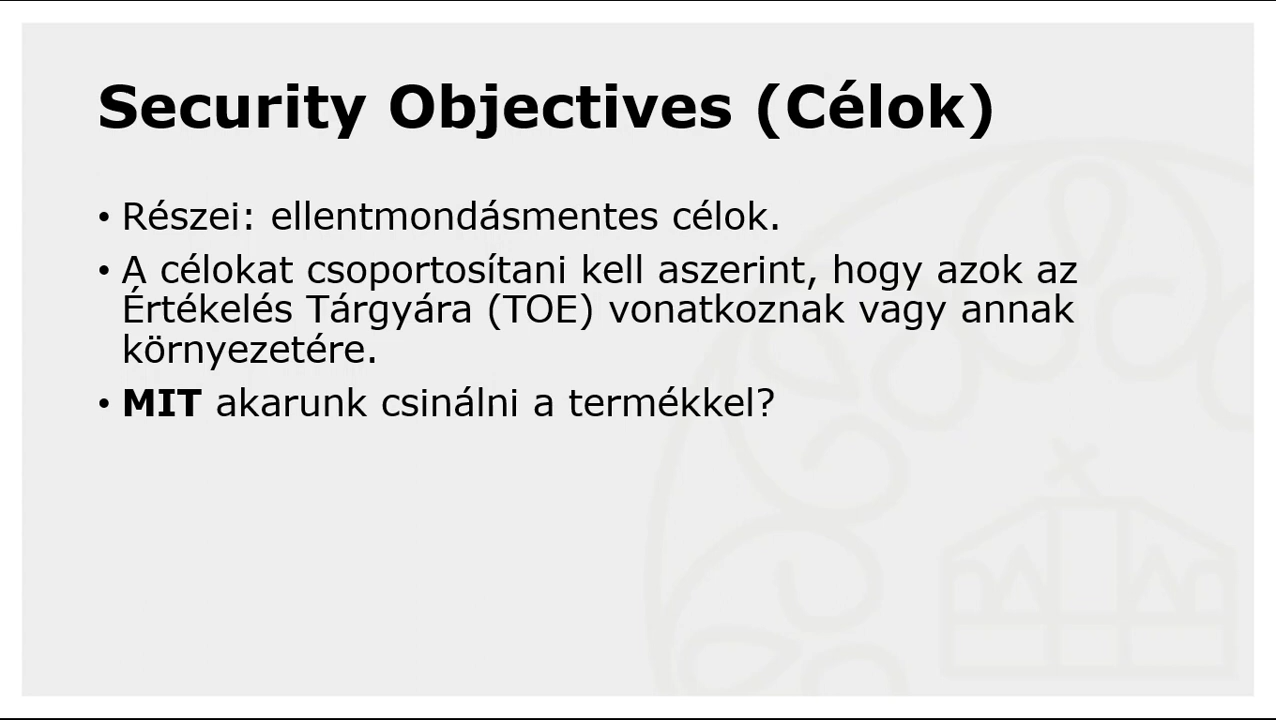 Security Objectives (Célok)
• Részei: ellentmondásmentes célok.
• A célokat csoportosítani kell aszerint, hogy azok az
Értékelés Tárgyára (TOE) vonatkoznak vagy annak
környezetére.
• MIT akarunk csinálni a termékkel?